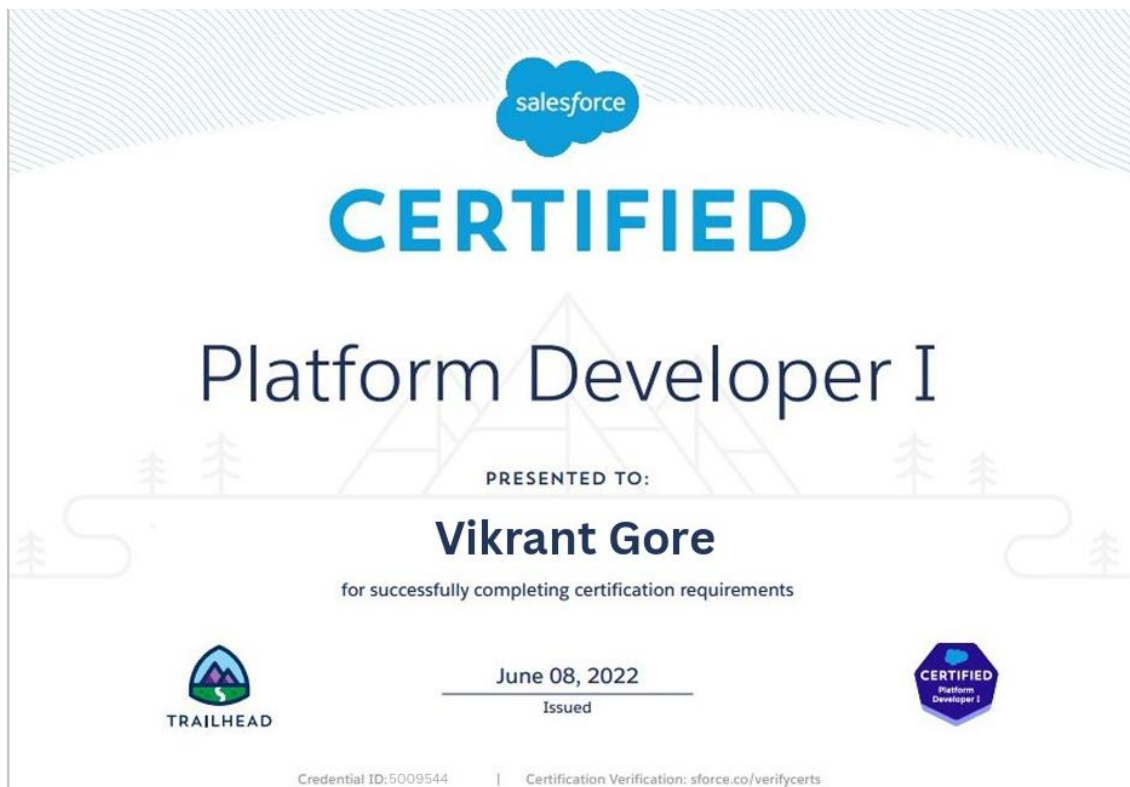 salesforce
CERTIFIED
Platform Developer I
PRESENTED TO:
Vikrant Gore
for successfully completing certification requirements
June 08, 2022
Issued
TRAILHEAD
CERTIFIED
Platform
Developer I
Credential ID:5009544 | Certification Verification: sforce.co/verifycerts